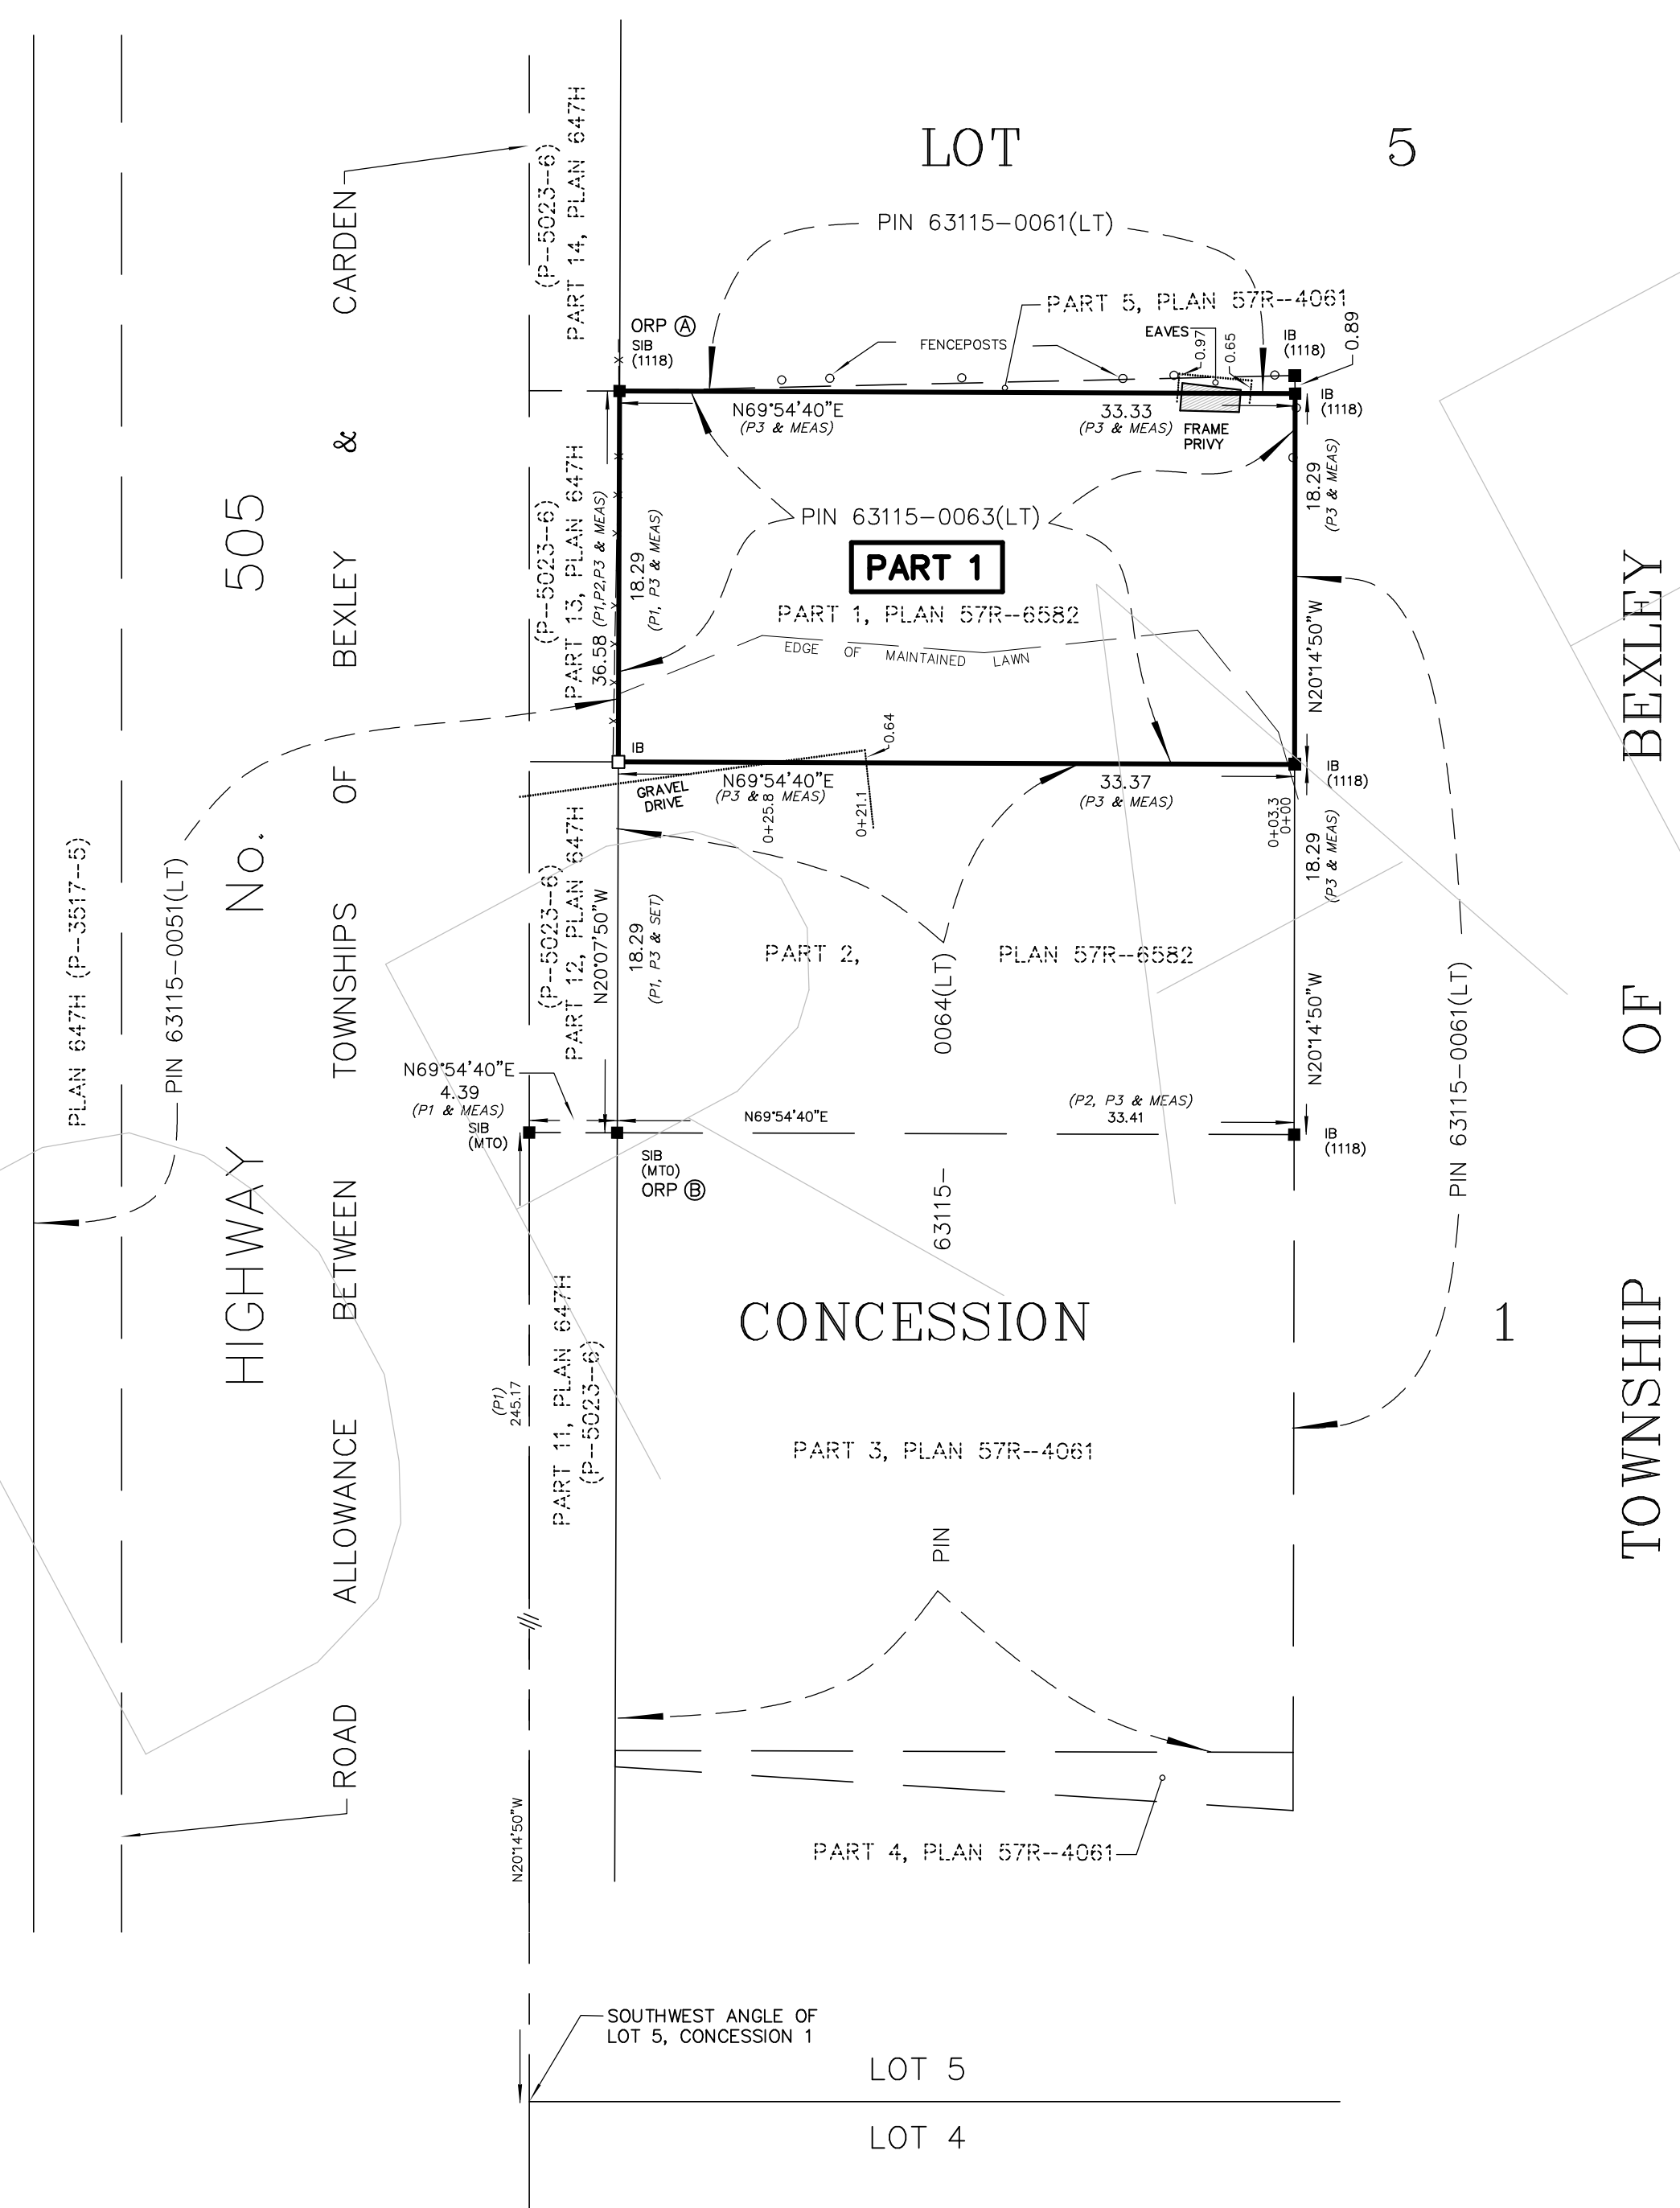 LOT 5
PIN 63115-0061(LT)
PART 5, PLAN 57R--4061
ORP Ⓐ
SIB
(1118)
FENCEPOSTS
EAVES
0.97
0.65
IB
(1118)
0.89
IB
(1118)
N69°54'40"E
(P3 & MEAS)
33.33
(P3 & MEAS)
FRAME
PRIVY
18.29
(P3 & MEAS)
PIN 63115-0063(LT)
PART 1
PART 1, PLAN 57R--6582
EDGE OF MAINTAINED LAWN
36.58 (P1,P2,P3 & MEAS)
18.29
(P1, P3 & MEAS)
N20°14'50"W
IB
0.64
GRAVEL
DRIVE
N69°54'40"E
(P3 & MEAS)
0+25.8
0+21.1
33.37
(P3 & MEAS)
0+03.3
0+00
IB
(1118)
18.29
(P3 & MEAS)
N20°07'50"W
18.29
(P1, P3 & SET)
PART 2, PLAN 57R--6582
N20°14'50"W
N69°54'40"E
4.39
(P1 & MEAS)
SIB
(MTO)
N69°54'40"E
(P2, P3 & MEAS)
33.41
IB
(1118)
SIB
(MTO)
ORP Ⓑ
PIN 63115- 0064(LT)
CONCESSION 1
PART 3, PLAN 57R--4061
PART 4, PLAN 57R--4061
(P1)
245.17
N20°14'50"W
SOUTHWEST ANGLE OF
LOT 5, CONCESSION 1
LOT 5
LOT 4
PLAN 647H (P--3517--5)
PIN 63115-0051(LT)
HIGHWAY No. 505
ROAD ALLOWANCE BETWEEN TOWNSHIPS OF BEXLEY & CARDEN
(P--5023--6)
PART 14, PLAN 647H
(P--5023--6)
PART 13, PLAN 647H
(P--5023--6)
PART 12, PLAN 647H
PART 11, PLAN 647H
(P--5023--6)
PIN 63115-0061(LT)
TOWNSHIP OF BEXLEY